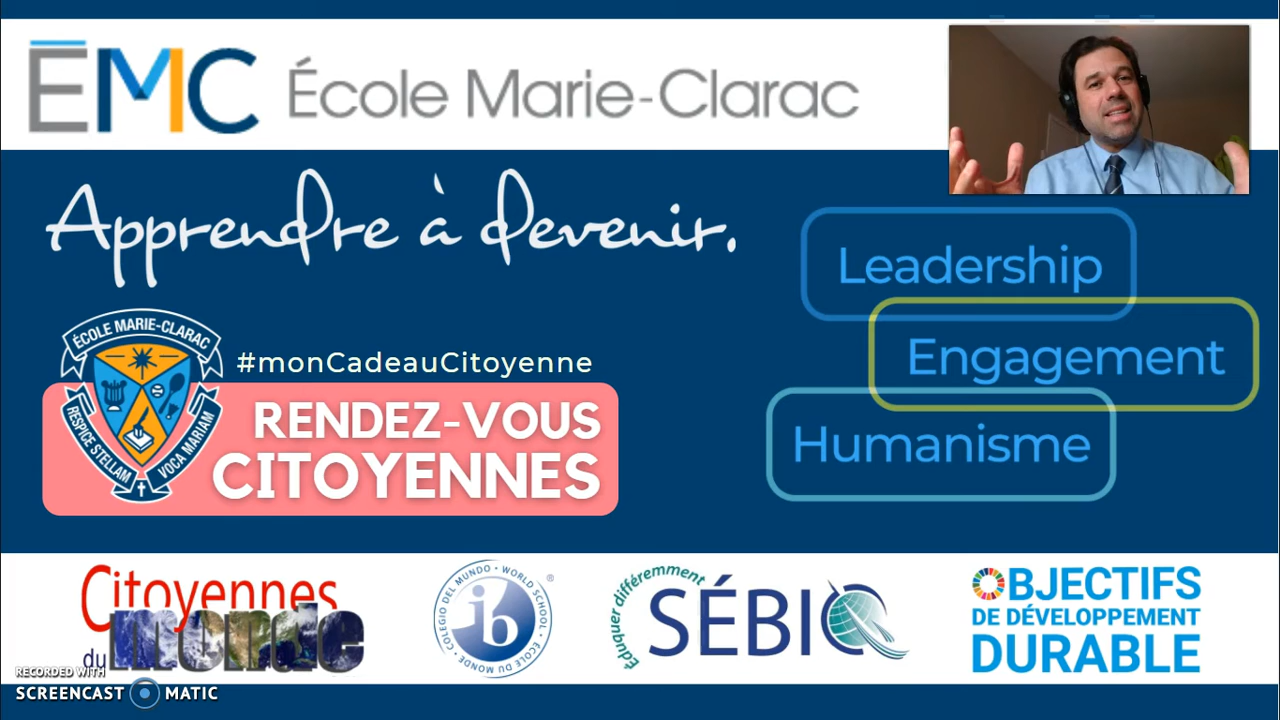 EMC École Marie-Clarac
Apprendre à devenir.
Leadership
Engagement
Humanisme
ÉCOLE MARIE-CLARAC
RESPICE STELLAM
VOCA MARIAM
#monCadeauCitoyenne
RENDEZ-VOUS
CITOYENNES
Citoyennes
du monde
ib
COLEGIO DEL MUNDO · WORLD SCHOOL · ÉCOLE DU MONDE ·
®
Éduquer différemment
SÉBIQ
OBJECTIFS
DE DÉVELOPPEMENT
DURABLE
RECORDED WITH
SCREENCAST MATIC